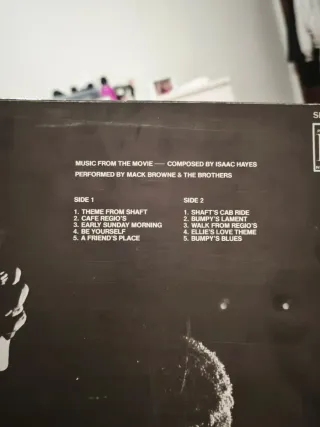 MUSIC FROM THE MOVIE — COMPOSED BY ISAAC HAYES
PERFORMED BY MACK BROWNE & THE BROTHERS
SIDE 1
1. THEME FROM SHAFT
2. CAFE REGIO'S
3. EARLY SUNDAY MORNING
4. BE YOURSELF
5. A FRIEND'S PLACE
SIDE 2
1. SHAFT'S CAB RIDE
2. BUMPY'S LAMENT
3. WALK FROM REGIO'S
4. ELLIE'S LOVE THEME
5. BUMPY'S BLUES